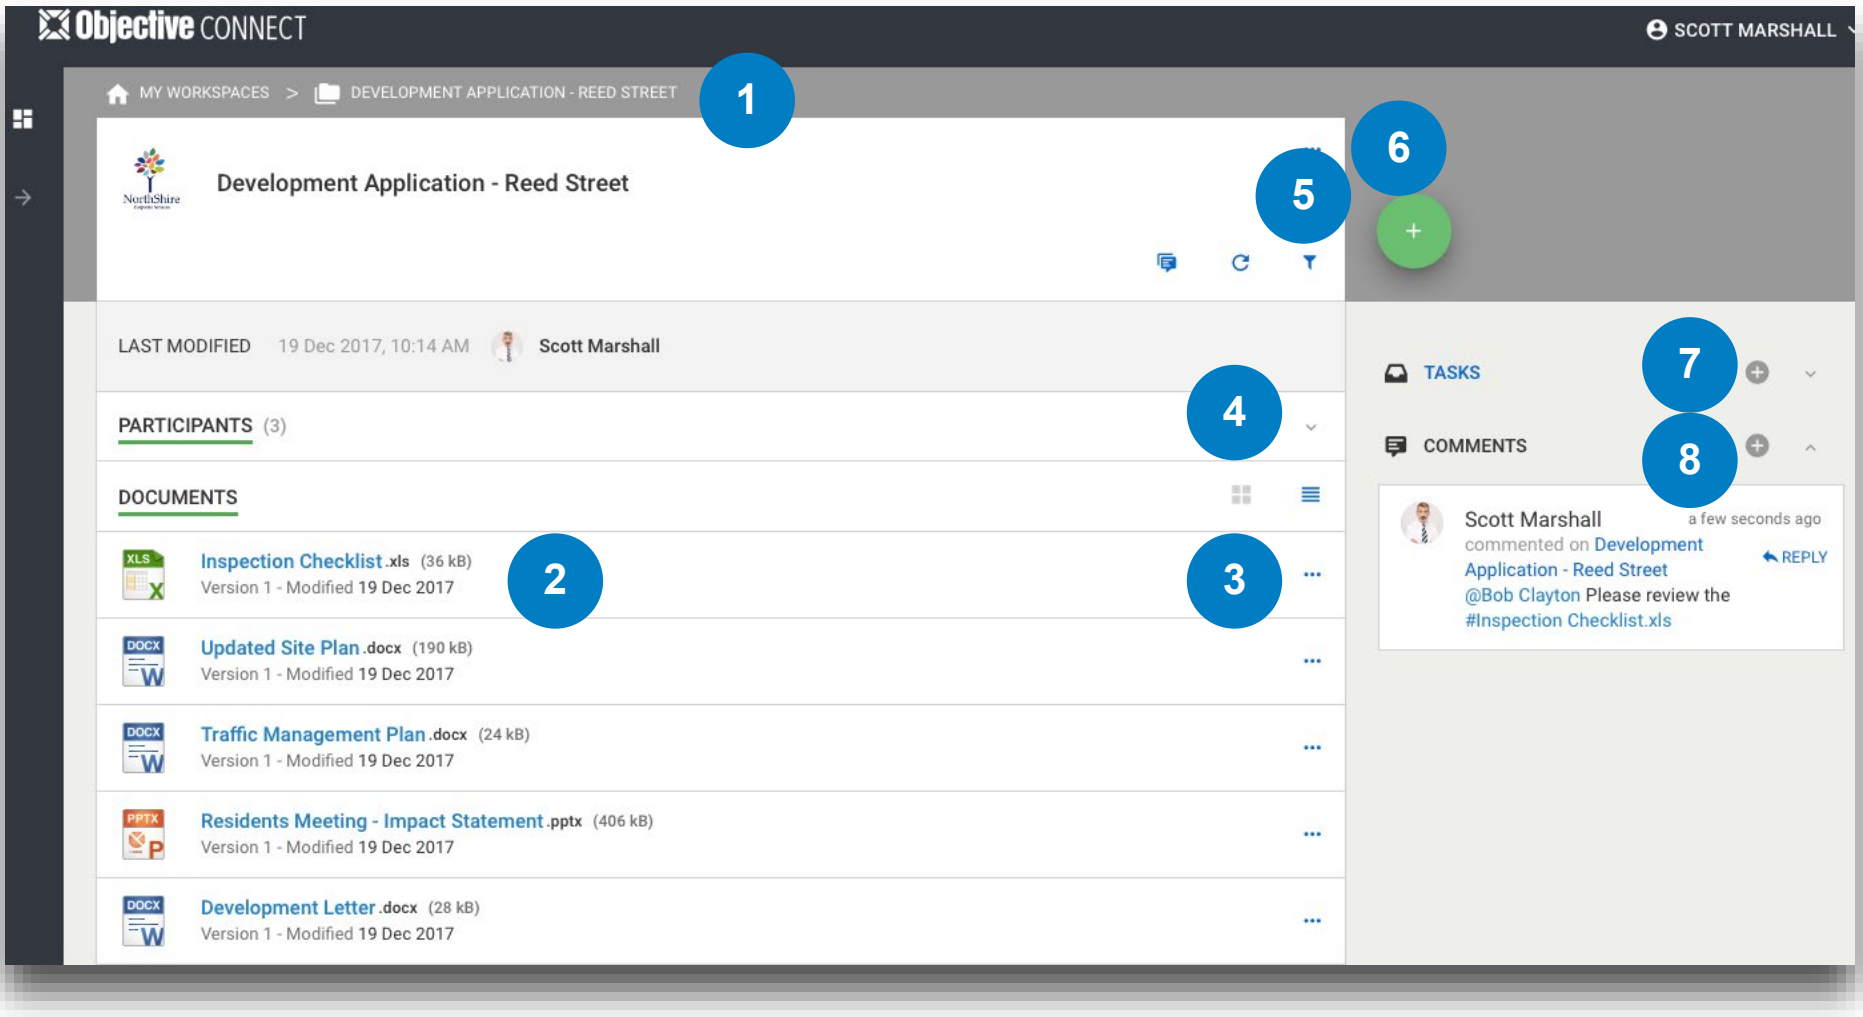 Objective CONNECT
SCOTT MARSHALL
MY WORKSPACES > DEVELOPMENT APPLICATION - REED STREET
1
6
NorthShire
Development Application - Reed Street
5
+
LAST MODIFIED 19 Dec 2017, 10:14 AM Scott Marshall
PARTICIPANTS (3)
4
DOCUMENTS
XLS
X
Inspection Checklist.xls (36 kB)
Version 1 - Modified 19 Dec 2017
2
3
DOCX
W
Updated Site Plan.docx (190 kB)
Version 1 - Modified 19 Dec 2017
DOCX
W
Traffic Management Plan.docx (24 kB)
Version 1 - Modified 19 Dec 2017
PPTX
P
Residents Meeting - Impact Statement.pptx (406 kB)
Version 1 - Modified 19 Dec 2017
DOCX
W
Development Letter.docx (28 kB)
Version 1 - Modified 19 Dec 2017
TASKS
7
COMMENTS
8
Scott Marshall a few seconds ago
commented on Development
REPLY
Application - Reed Street
@Bob Clayton Please review the
#Inspection Checklist.xls